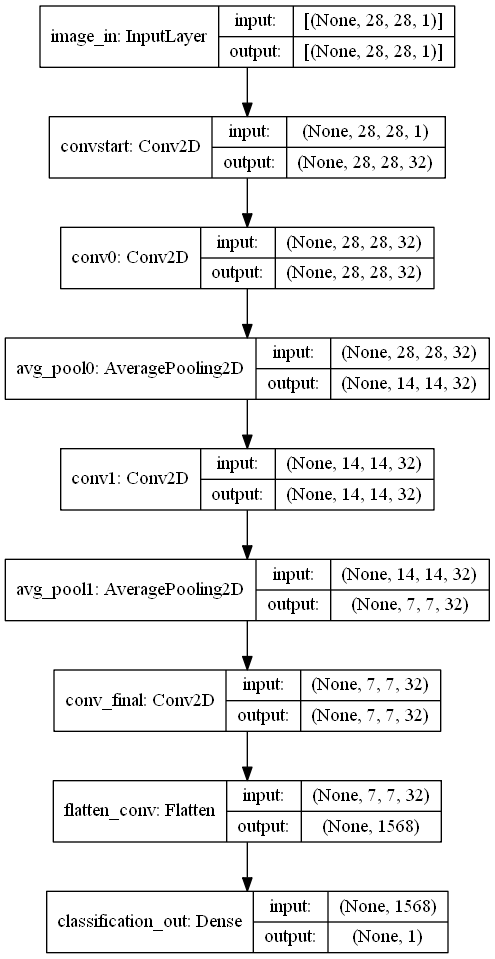 image_in: InputLayer
input:
[(None, 28, 28, 1)]
output:
[(None, 28, 28, 1)]
convstart: Conv2D
input:
(None, 28, 28, 1)
output:
(None, 28, 28, 32)
conv0: Conv2D
input:
(None, 28, 28, 32)
output:
(None, 28, 28, 32)
avg_pool0: AveragePooling2D
input:
(None, 28, 28, 32)
output:
(None, 14, 14, 32)
conv1: Conv2D
input:
(None, 14, 14, 32)
output:
(None, 14, 14, 32)
avg_pool1: AveragePooling2D
input:
(None, 14, 14, 32)
output:
(None, 7, 7, 32)
conv_final: Conv2D
input:
(None, 7, 7, 32)
output:
(None, 7, 7, 32)
flatten_conv: Flatten
input:
(None, 7, 7, 32)
output:
(None, 1568)
classification_out: Dense
input:
(None, 1568)
output:
(None, 1)